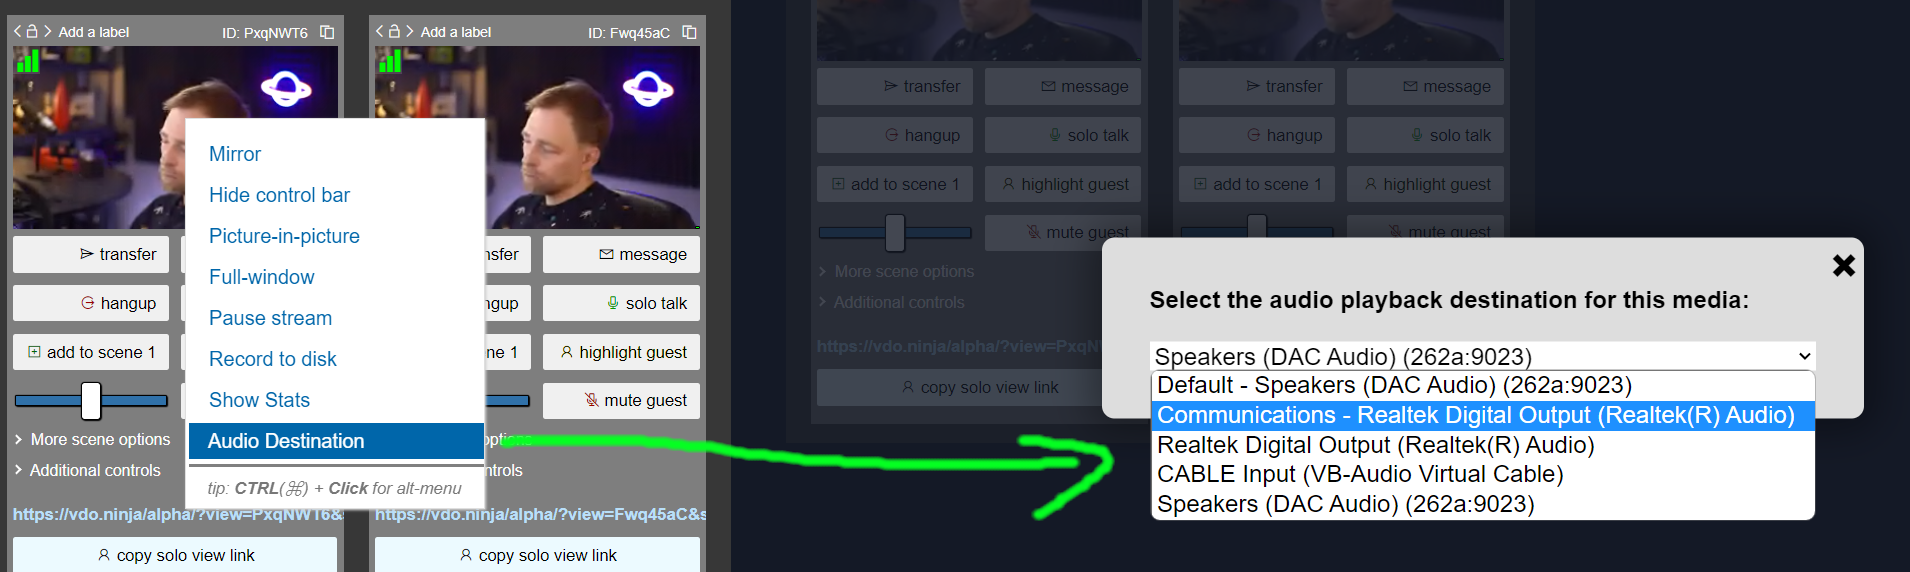 Add a label
ID: PxqNWT6
Add a label
ID: Fwq45aC
Mirror
Hide control bar
Picture-in-picture
Full-window
Pause stream
Record to disk
Show Stats
Audio Destination
tip: CTRL(⌘) + Click for alt-menu
transfer
nsfer
message
hangup
ngup
solo talk
add to scene 1
ne 1
highlight guest
mute guest
More scene options
options
Additional controls
ntrols
https://vdo.ninja/alpha/?view=PxqNWT6&s
https://vdo.ninja/alpha/?view=Fwq45aC&s
copy solo view link
copy solo view link
transfer
message
transfer
message
hangup
solo talk
hangup
solo talk
add to scene 1
highlight guest
add to scene 1
highlight guest
mute guest
mute guest
More scene options
Additional controls
https://vdo.ninja/alpha/?view=PxqN
copy solo view link
Select the audio playback destination for this media:
Speakers (DAC Audio) (262a:9023)
Default - Speakers (DAC Audio) (262a:9023)
Communications - Realtek Digital Output (Realtek(R) Audio)
Realtek Digital Output (Realtek(R) Audio)
CABLE Input (VB-Audio Virtual Cable)
Speakers (DAC Audio) (262a:9023)